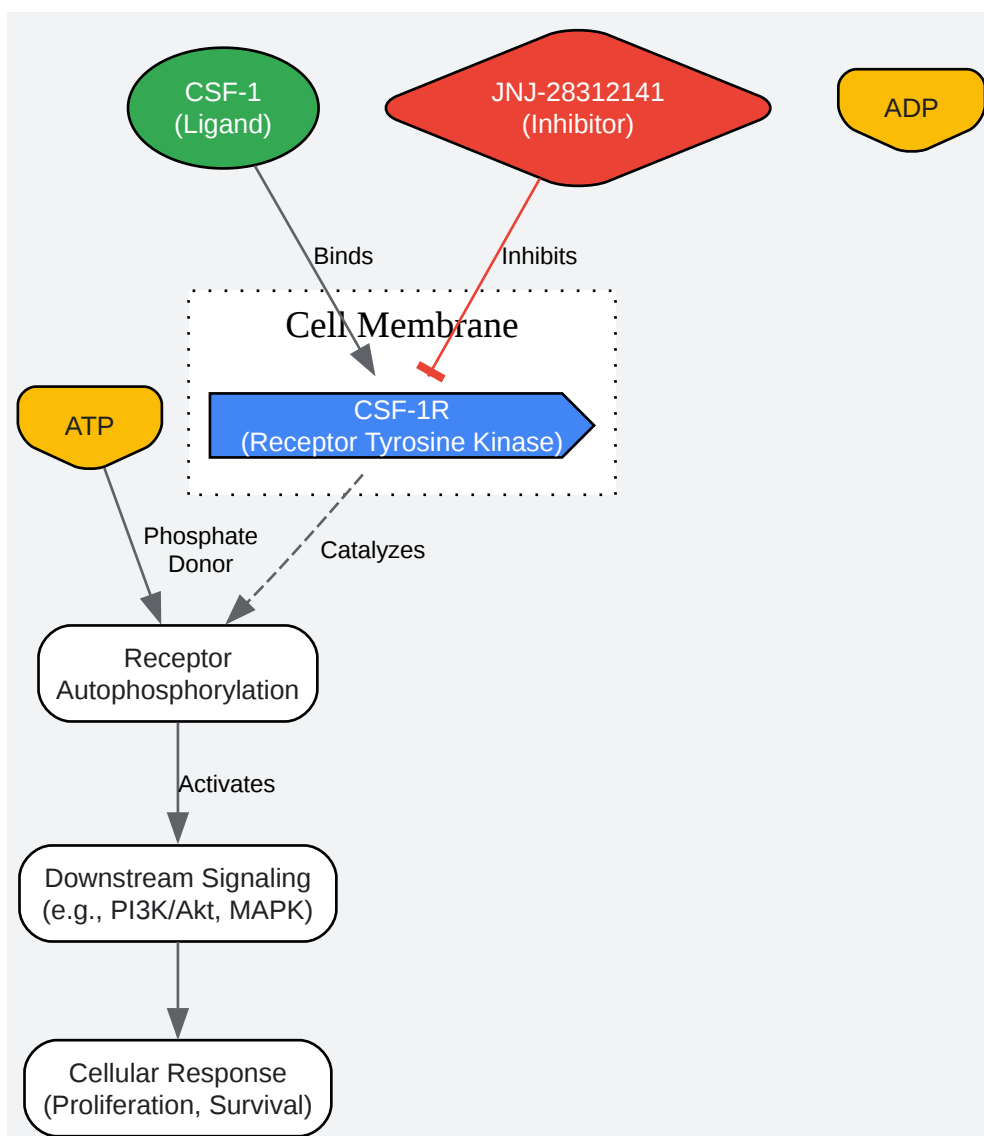 CSF-1
(Ligand)
JNJ-28312141
(Inhibitor)
ADP
Binds
Inhibits
Cell Membrane
CSF-1R
(Receptor Tyrosine Kinase)
ATP
Phosphate
Donor
Catalyzes
Receptor
Autophosphorylation
Activates
Downstream Signaling
(e.g., PI3K/Akt, MAPK)
Cellular Response
(Proliferation, Survival)